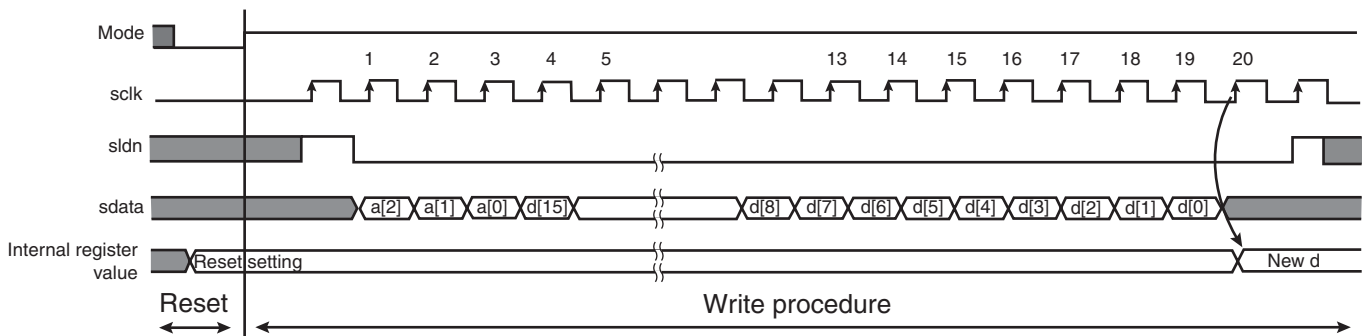 Mode
1 2 3 4 5 13 14 15 16 17 18 19 20
sclk
sldn
sdata a[2] a[1] a[0] d[15] d[8] d[7] d[6] d[5] d[4] d[3] d[2] d[1] d[0]
Internal register
value
Reset setting New d
Reset Write procedure